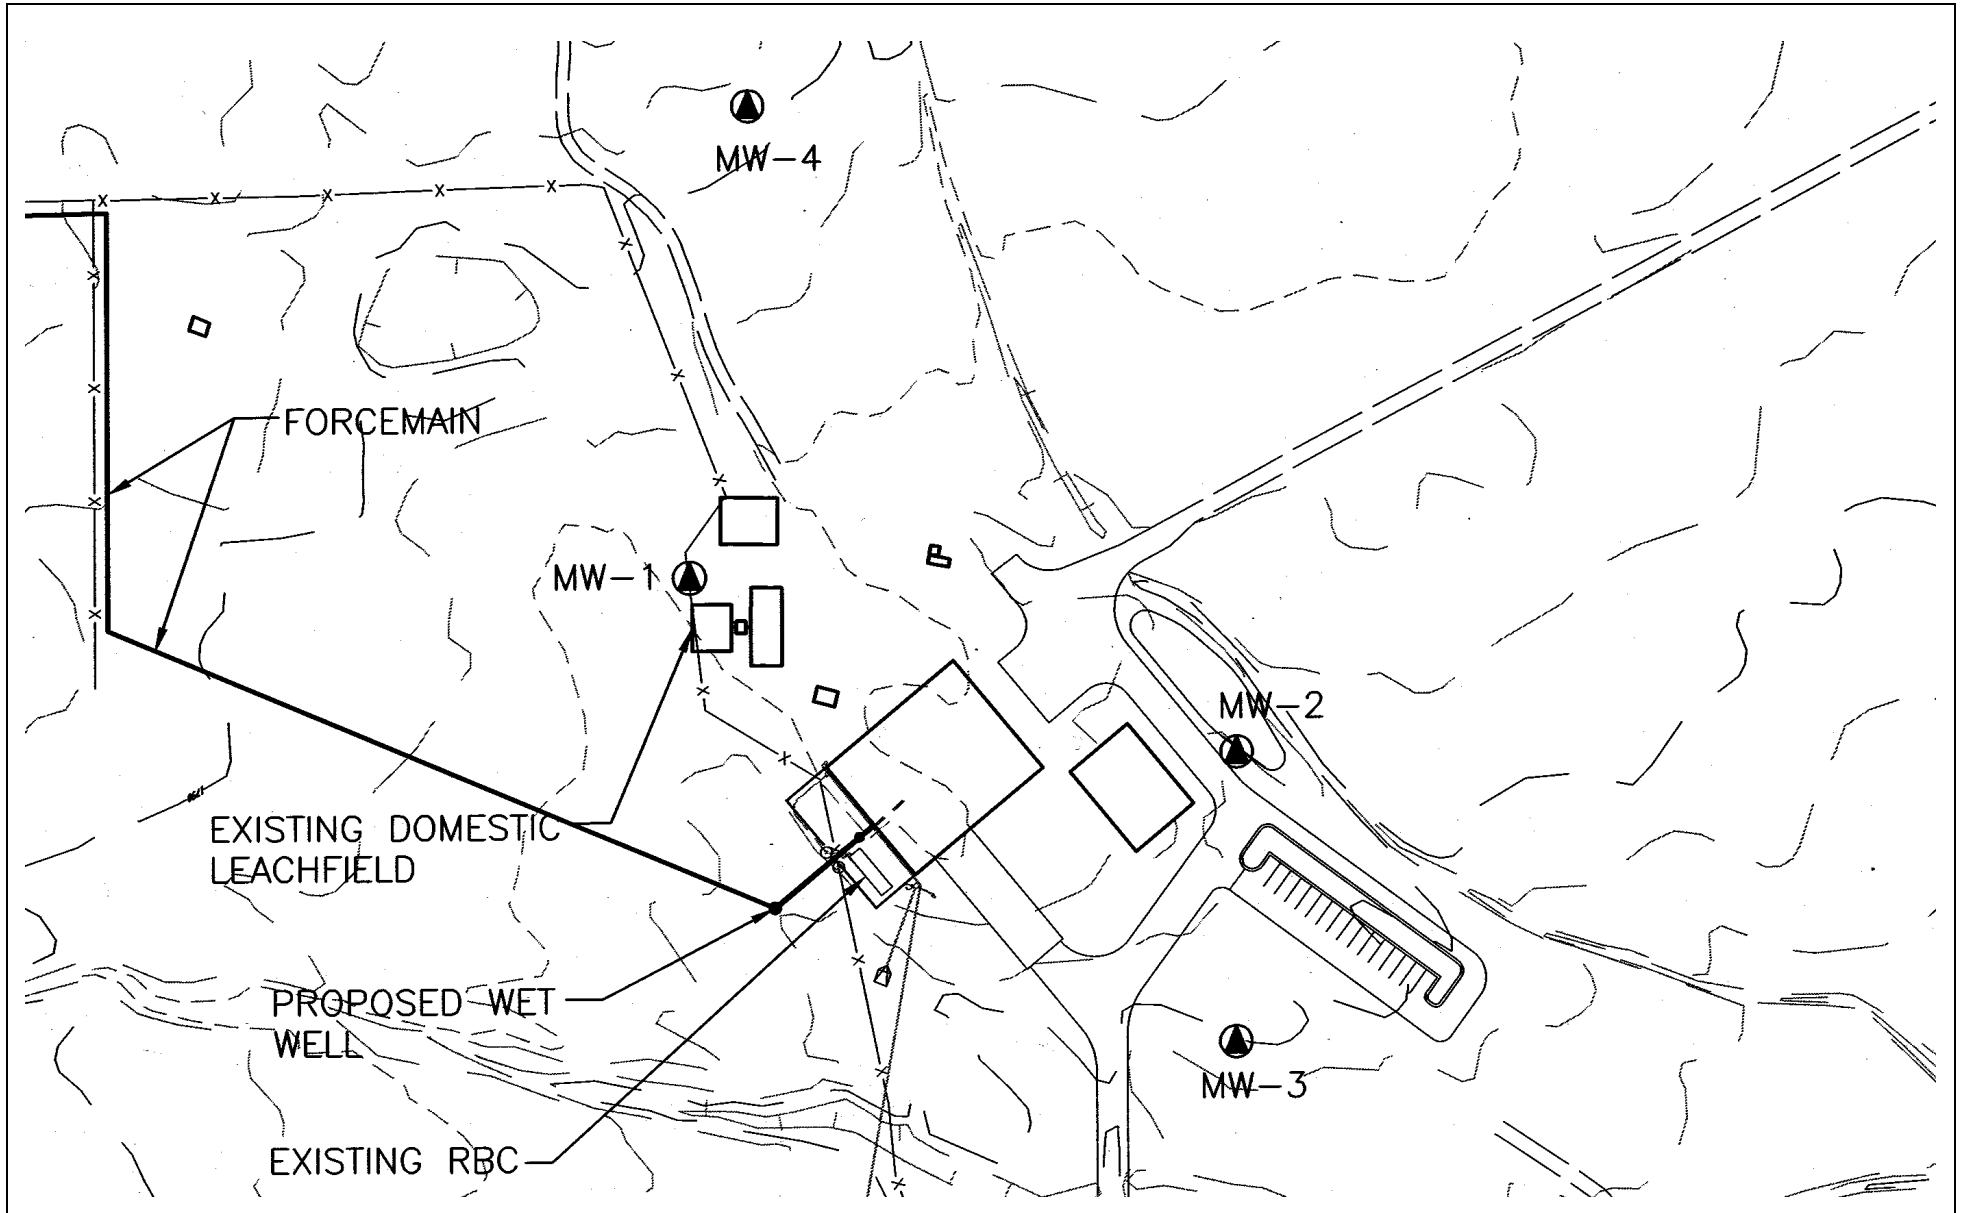 MW-4
FORCEMAIN
MW-1
MW-2
EXISTING DOMESTIC
LEACHFIELD
PROPOSED WET
WELL
MW-3
EXISTING RBC